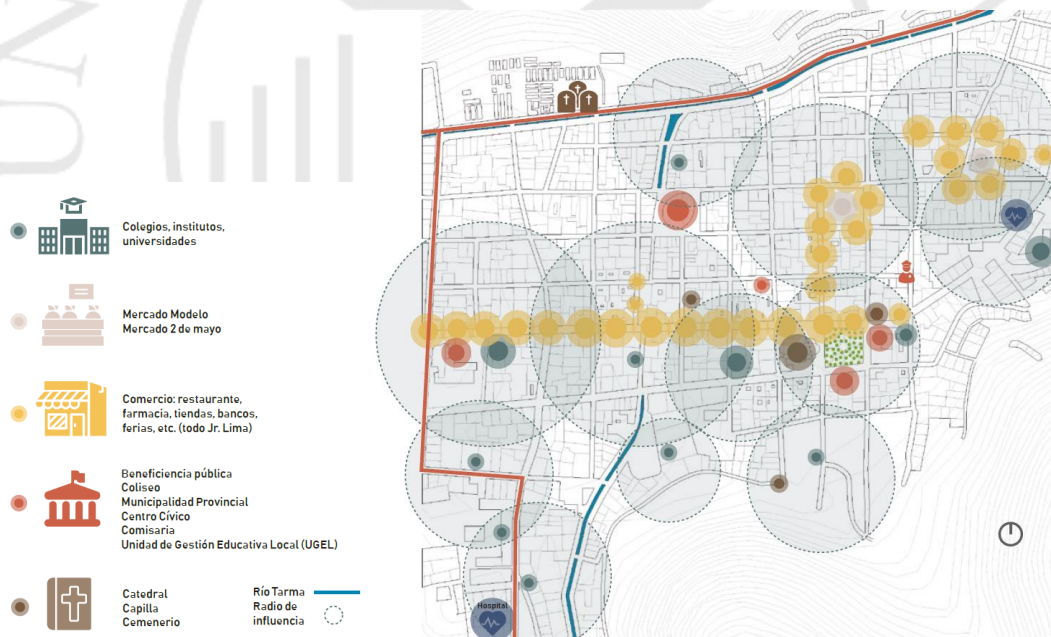 UN
Colegios, institutos,
universidades
Mercado Modelo
Mercado 2 de mayo
Comercio: restaurante,
farmacia, tiendas, bancos,
ferias, etc. (todo Jr. Lima)
Beneficiencia pública
Coliseo
Municipalidad Provincial
Centro Cívico
Comisaria
Unidad de Gestión Educativa Local (UGEL)
Catedral
Capilla
Cemenerio
Río Tarma
Radio de
influencia
Hospital